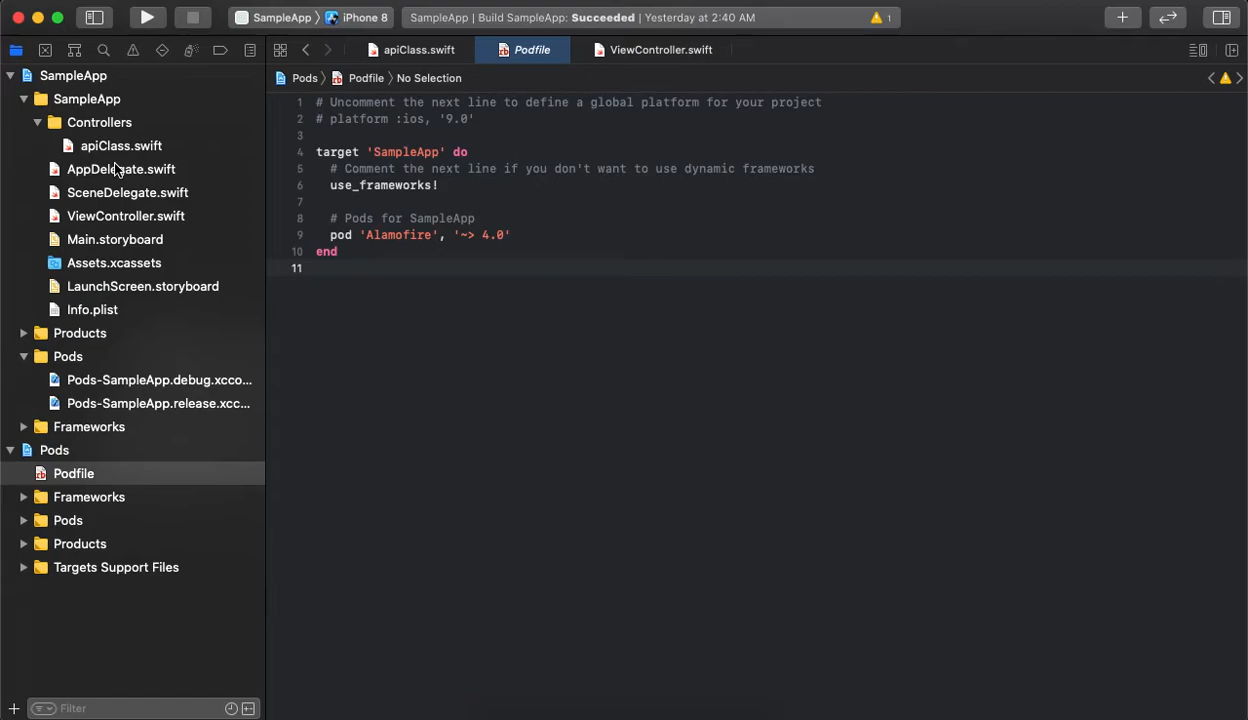 SampleApp 〉 iPhone 8
SampleApp | Build SampleApp: Succeeded | Yesterday at 2:40 AM
1
apiClass.swift
Podfile
ViewController.swift
Pods 〉 Podfile 〉 No Selection
SampleApp
SampleApp
Controllers
apiClass.swift
AppDelegate.swift
SceneDelegate.swift
ViewController.swift
Main.storyboard
Assets.xcassets
LaunchScreen.storyboard
Info.plist
Products
Pods
Pods-SampleApp.debug.xcco...
Pods-SampleApp.release.xcc...
Frameworks
Pods
Podfile
Frameworks
Pods
Products
Targets Support Files
Filter
1 # Uncomment the next line to define a global platform for your project
2 # platform :ios, '9.0'
3
4 target 'SampleApp' do
5 # Comment the next line if you don't want to use dynamic frameworks
6 use_frameworks!
7
8 # Pods for SampleApp
9 pod 'Alamofire', '~> 4.0'
10 end
11